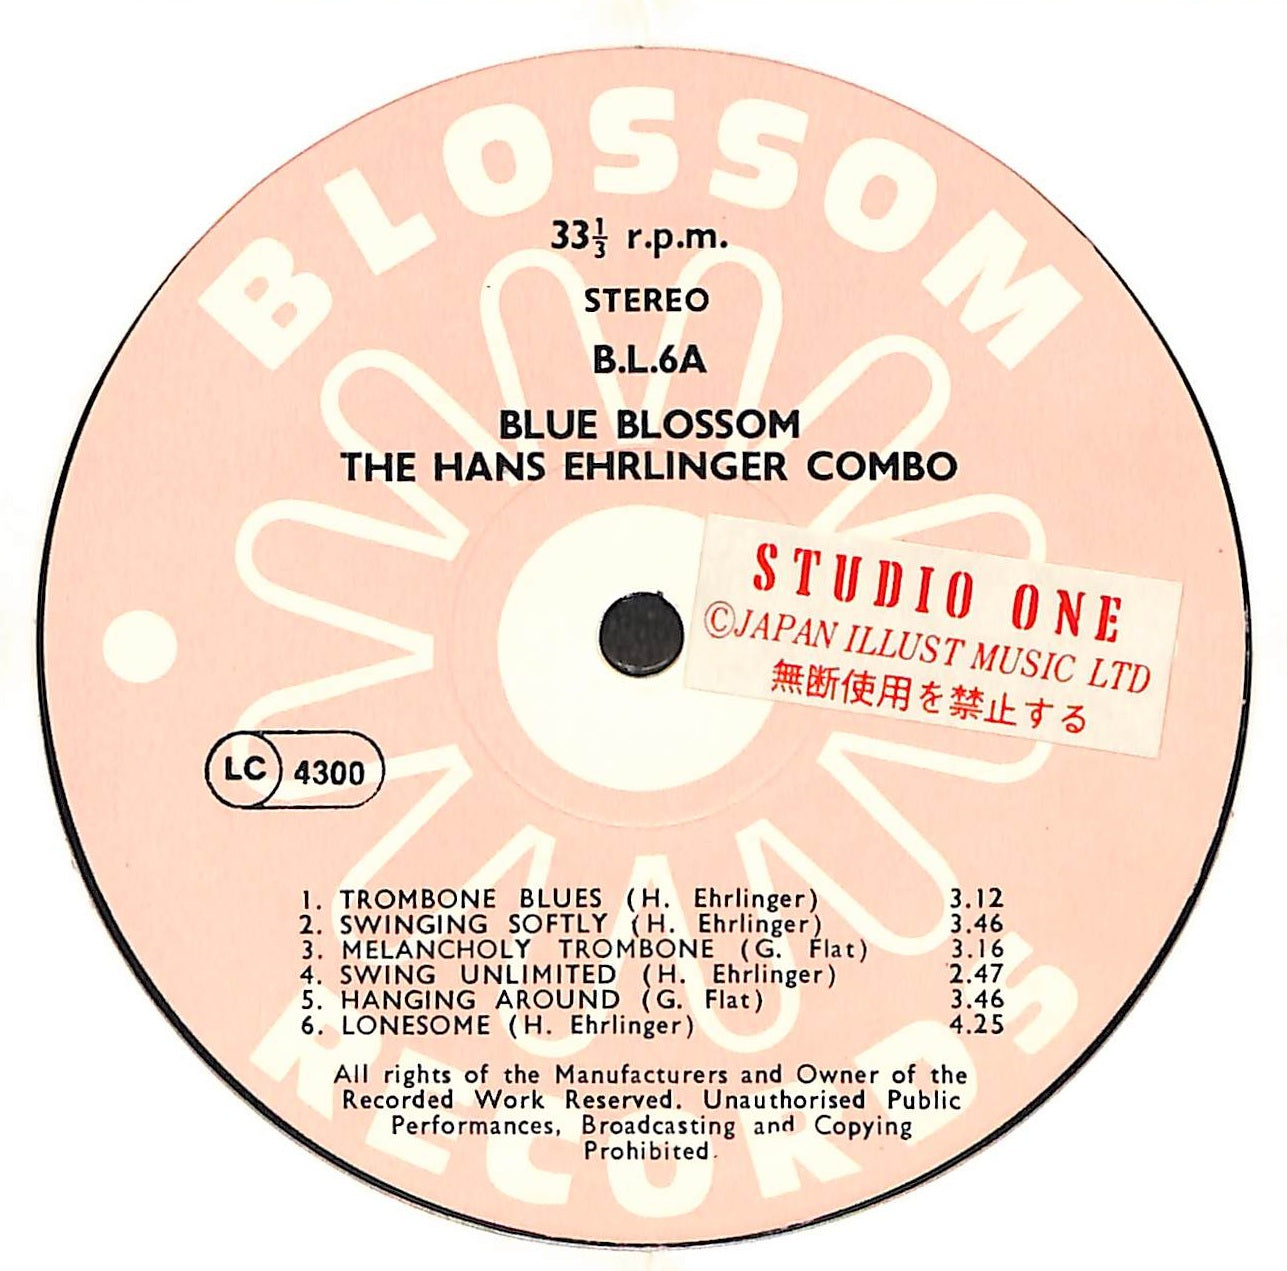 BLOSSOM
33⅓ r.p.m.
STEREO
B.L.6A
BLUE BLOSSOM
THE HANS EHRLINGER COMBO
STUDIO ONE
©JAPAN ILLUST MUSIC LTD
無断使用を禁止する
LC 4300
1. TROMBONE BLUES (H. Ehrlinger) 3.12
2. SWINGING SOFTLY (H. Ehrlinger) 3.46
3. MELANCHOLY TROMBONE (G. Flat) 3.16
4. SWING UNLIMITED (H. Ehrlinger) 2.47
5. HANGING AROUND (G. Flat) 3.46
6. LONESOME (H. Ehrlinger) 4.25
All rights of the Manufacturers and Owner of the
Recorded Work Reserved. Unauthorised Public
Performances, Broadcasting and Copying
Prohibited.
RECORDS